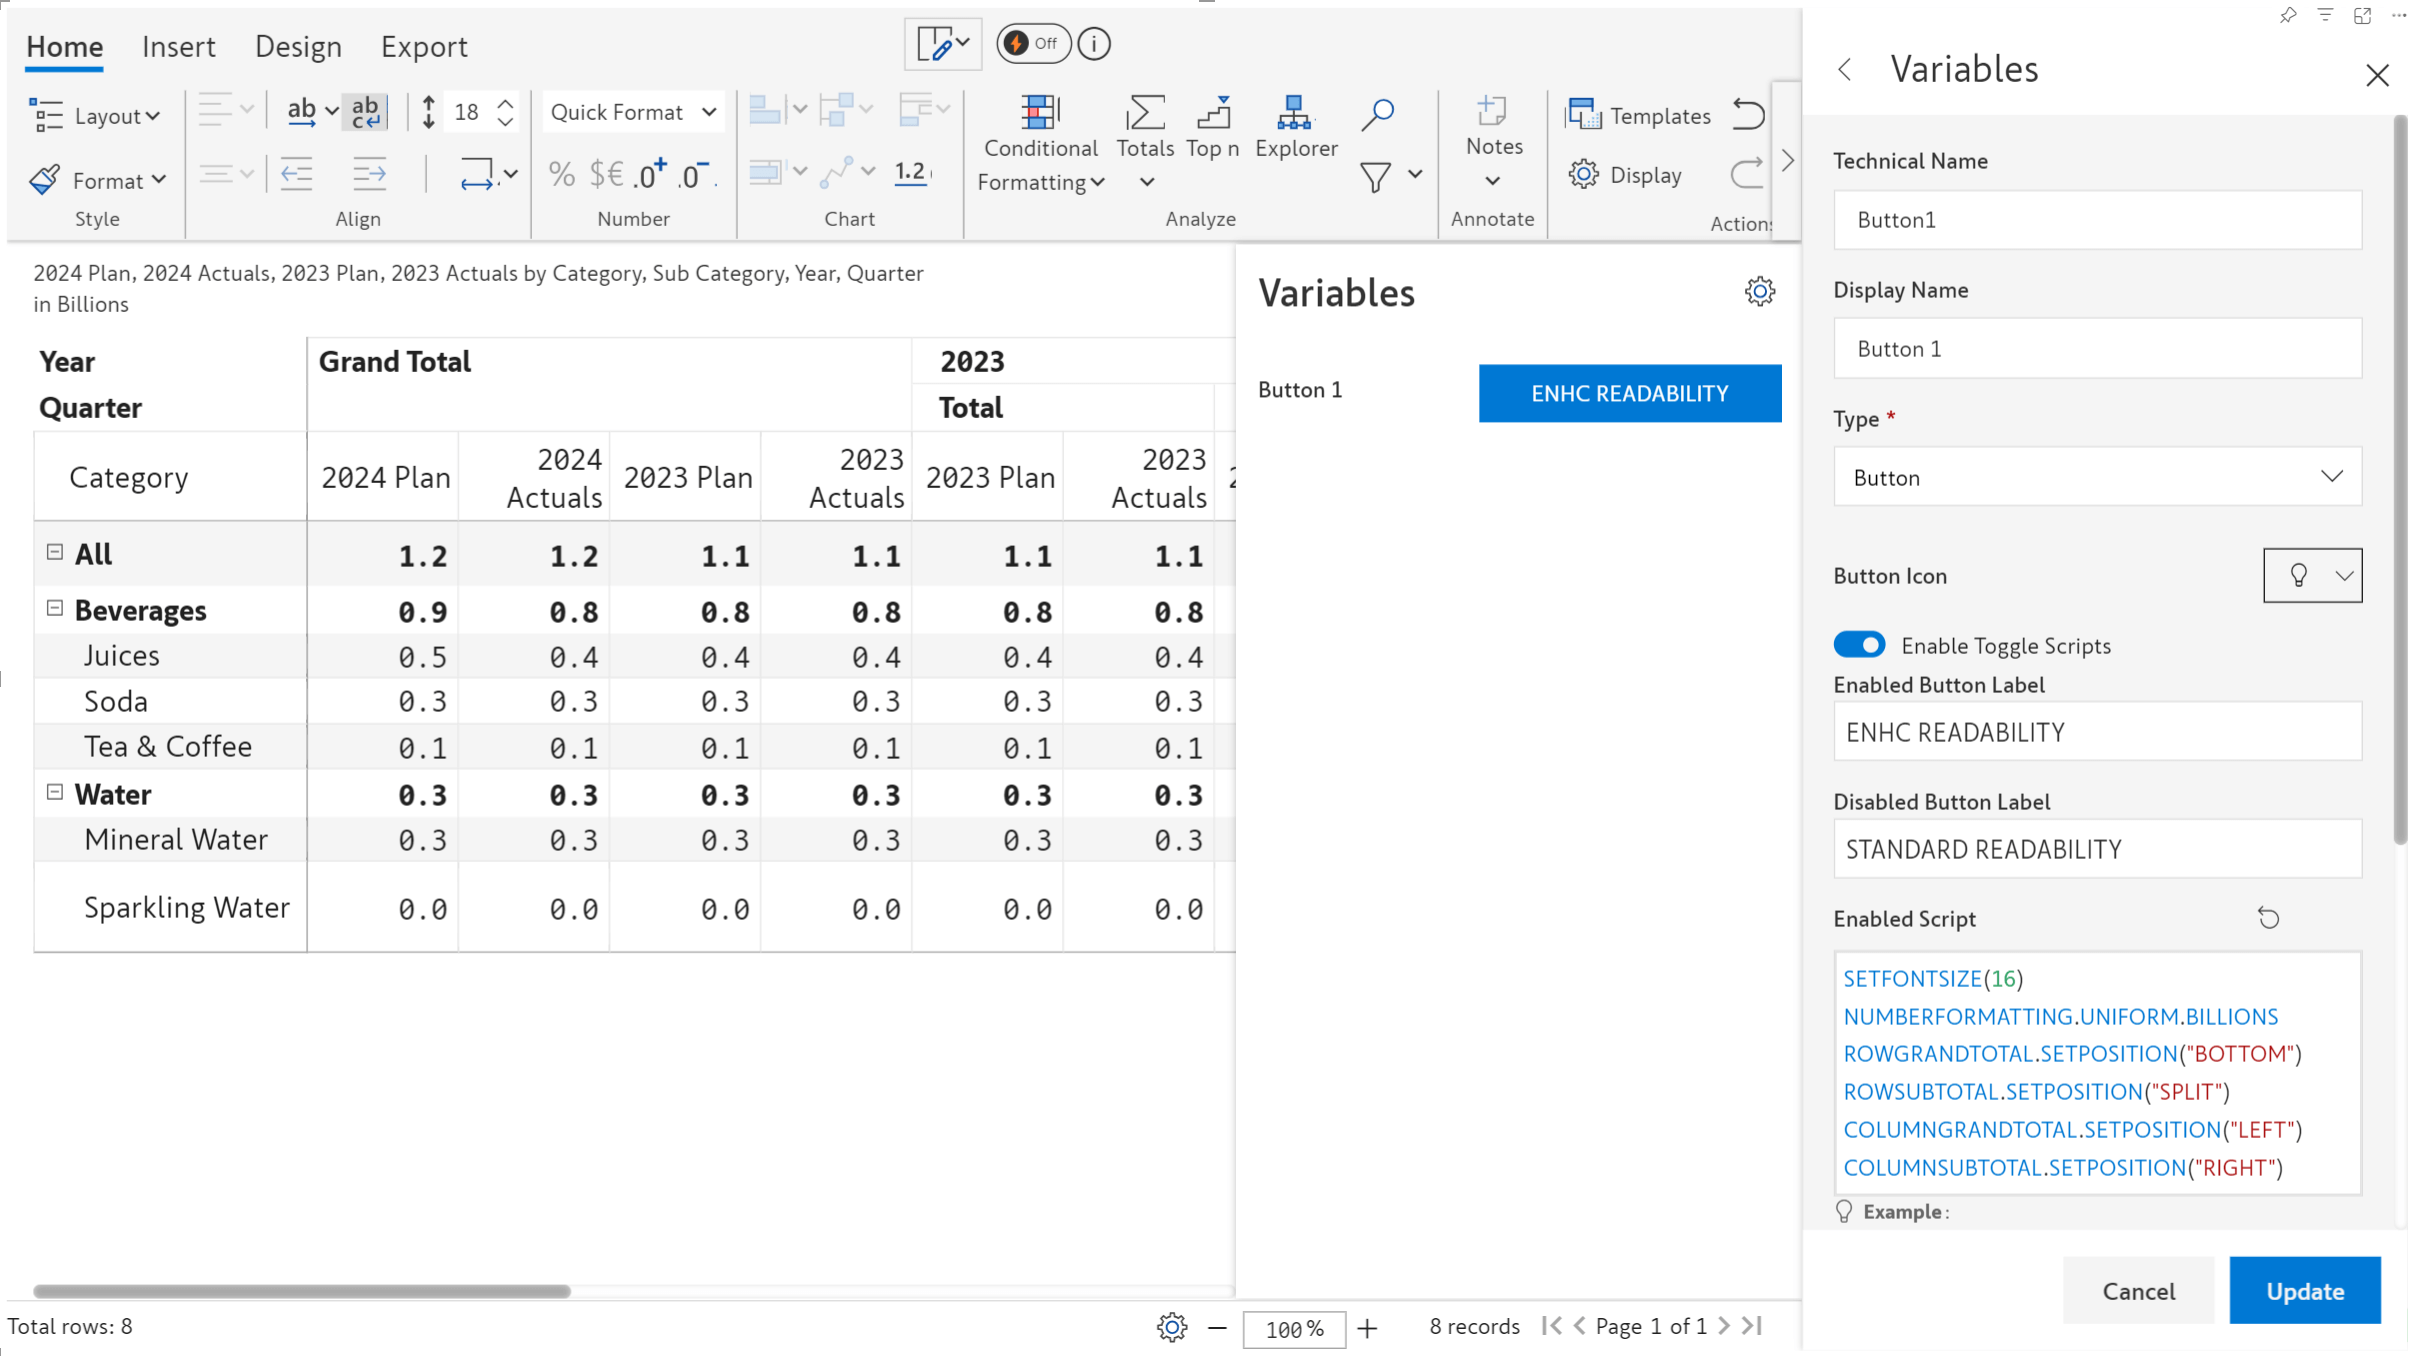 Home Insert Design Export Off
Layout ab ab c 18 Quick Format Conditional Formatting Totals Top n Explorer Notes Templates
Format % $€ .0+ .0- 1.2 Display
Style Align Number Chart Analyze Annotate Actions
2024 Plan, 2024 Actuals, 2023 Plan, 2023 Actuals by Category, Sub Category, Year, Quarter
in Billions
Year Grand Total 2023
Quarter Total
Category 2024 Plan 2024 Actuals 2023 Plan 2023 Actuals 2023 Plan 2023 Actuals
All 1.2 1.2 1.1 1.1 1.1 1.1
Beverages 0.9 0.8 0.8 0.8 0.8 0.8
Juices 0.5 0.4 0.4 0.4 0.4 0.4
Soda 0.3 0.3 0.3 0.3 0.3 0.3
Tea & Coffee 0.1 0.1 0.1 0.1 0.1 0.1
Water 0.3 0.3 0.3 0.3 0.3 0.3
Mineral Water 0.3 0.3 0.3 0.3 0.3 0.3
Sparkling Water 0.0 0.0 0.0 0.0 0.0 0.0
Total rows: 8
100% 8 records Page 1 of 1
Variables
Button 1 ENHC READABILITY
Variables
Technical Name
Button1
Display Name
Button 1
Type *
Button
Button Icon
Enable Toggle Scripts
Enabled Button Label
ENHC READABILITY
Disabled Button Label
STANDARD READABILITY
Enabled Script
SETFONTSIZE(16)
NUMBERFORMATTING.UNIFORM.BILLIONS
ROWGRANDTOTAL.SETPOSITION("BOTTOM")
ROWSUBTOTAL.SETPOSITION("SPLIT")
COLUMNGRANDTOTAL.SETPOSITION("LEFT")
COLUMNSUBTOTAL.SETPOSITION("RIGHT")
Example:
Cancel Update